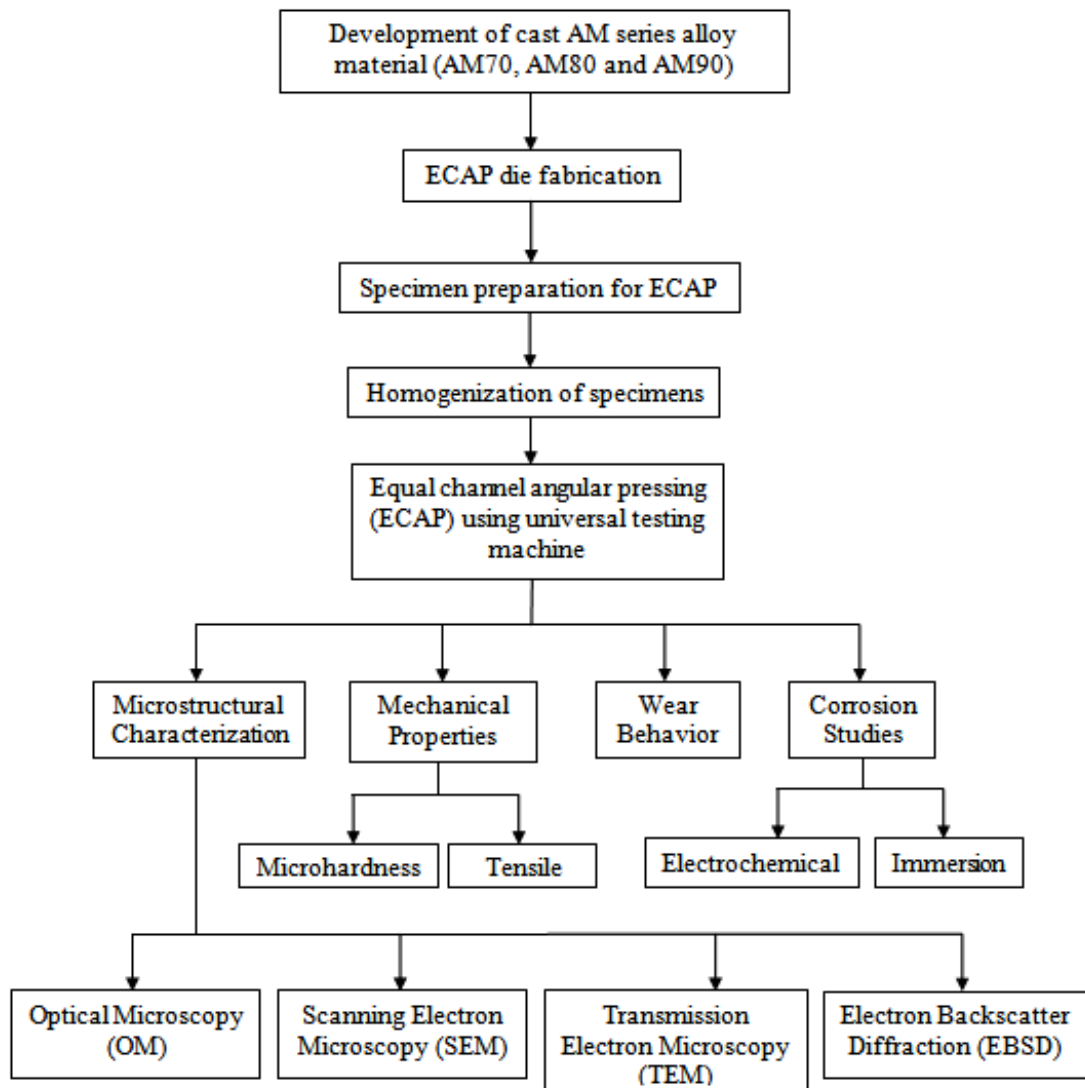 Development of cast AM series alloy
material (AM70, AM80 and AM90)
ECAP die fabrication
Specimen preparation for ECAP
Homogenization of specimens
Equal channel angular pressing
(ECAP) using universal testing
machine
Microstructural
Characterization
Mechanical
Properties
Wear
Behavior
Corrosion
Studies
Microhardness
Tensile
Electrochemical
Immersion
Optical Microscopy
(OM)
Scanning Electron
Microscopy (SEM)
Transmission
Electron Microscopy
(TEM)
Electron Backscatter
Diffraction (EBSD)